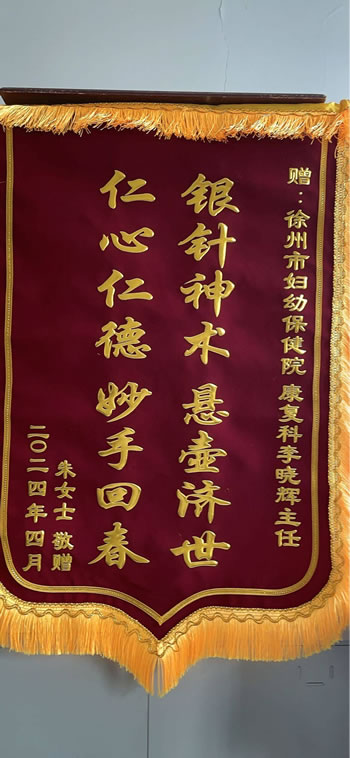 赠：徐州市妇幼保健院 康复科李晓辉主任
银针神术 悬壶济世
仁心仁德 妙手回春
朱女士 敬赠
二〇二四年四月